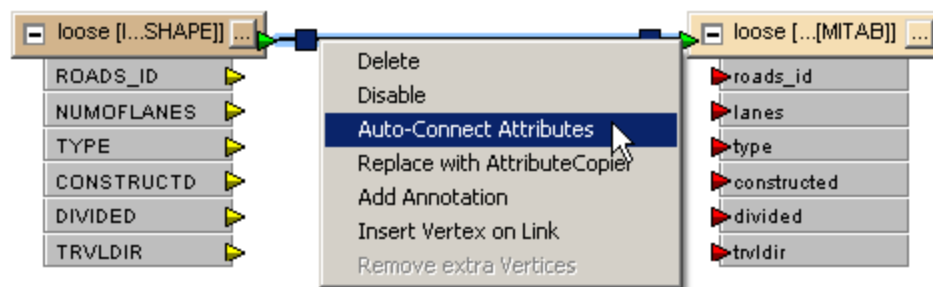 loose [I...SHAPE]] ...
ROADS_ID
NUMOFLANES
TYPE
CONSTRUCTD
DIVIDED
TRVLDIR
Delete
Disable
Auto-Connect Attributes
Replace with AttributeCopier
Add Annotation
Insert Vertex on Link
Remove extra Vertices
loose [...[MITAB]] ...
roads_id
lanes
type
constructed
divided
trvldir